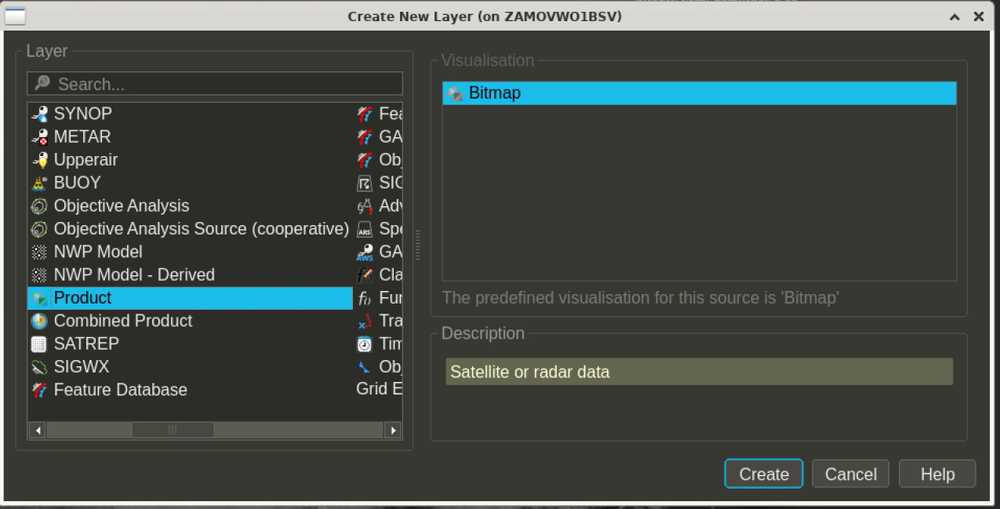 Create New Layer (on ZAMOVWO1BSV)
Layer
Search...
SYNOP
METAR
Upperair
BUOY
Objective Analysis
Objective Analysis Source (cooperative)
NWP Model
NWP Model - Derived
Product
Combined Product
SATREP
SIGWX
Feature Database
Fea
GA
Obj
SIG
Adv
ARS Spe
AWS GA
Cla
Fun
Tra
Tim
Obj
Grid E
Visualisation
Bitmap
The predefined visualisation for this source is 'Bitmap'
Description
Satellite or radar data
Create
Cancel
Help